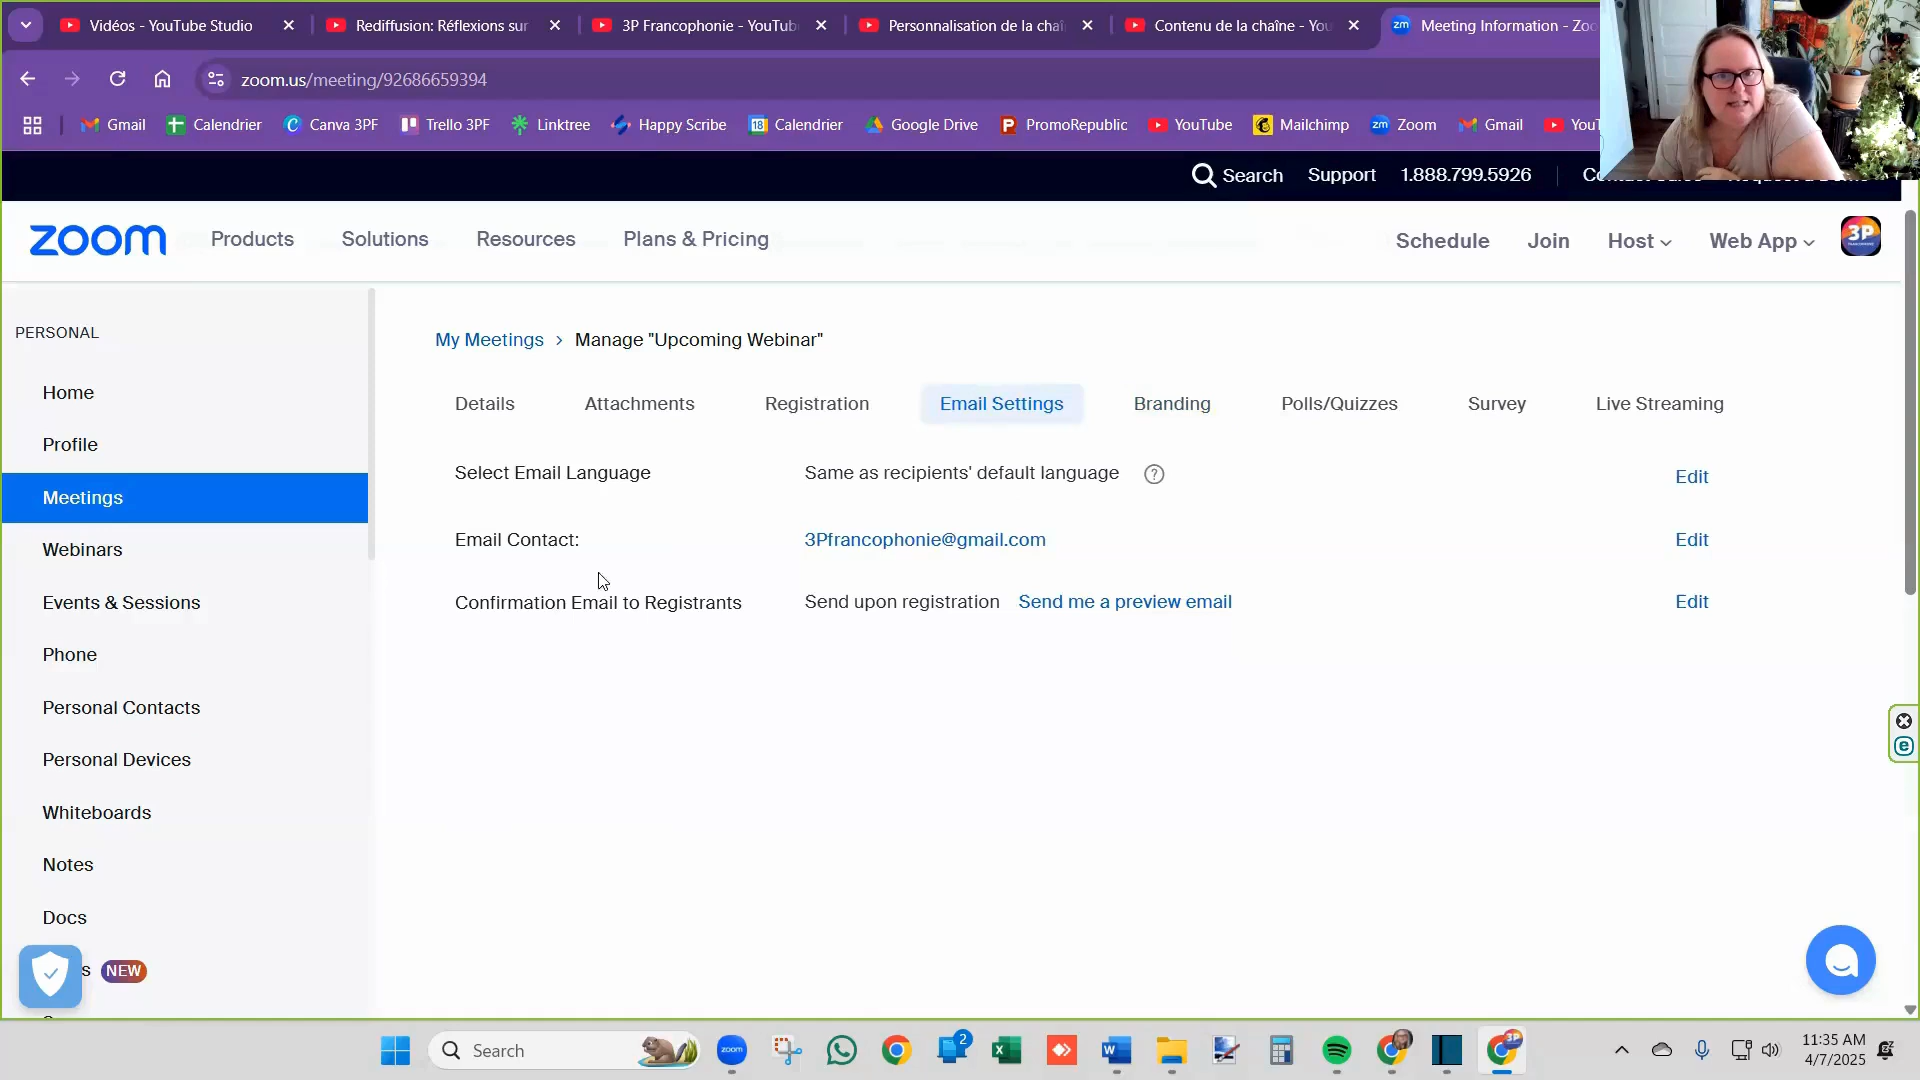 Vidéos - YouTube Studio
Rediffusion: Réflexions sur
3P Francophonie - YouTub
Personnalisation de la chaî
Contenu de la chaîne - You
zm Meeting Information - Zoo
zoom.us/meeting/92686659394
Gmail
Calendrier
Canva 3PF
Trello 3PF
Linktree
Happy Scribe
18 Calendrier
Google Drive
PromoRepublic
YouTube
Mailchimp
zm Zoom
Gmail
Search
Support
1.888.799.5926
zoom
Products
Solutions
Resources
Plans & Pricing
Schedule
Join
Host
Web App
3P
PERSONAL
Home
Profile
Meetings
Webinars
Events & Sessions
Phone
Personal Contacts
Personal Devices
Whiteboards
Notes
Docs
NEW
My Meetings > Manage "Upcoming Webinar"
Details
Attachments
Registration
Email Settings
Branding
Polls/Quizzes
Survey
Live Streaming
Select Email Language
Same as recipients' default language
Edit
Email Contact:
3Pfrancophonie@gmail.com
Edit
Confirmation Email to Registrants
Send upon registration Send me a preview email
Edit
Search
zoom
2
11:35 AM
4/7/2025